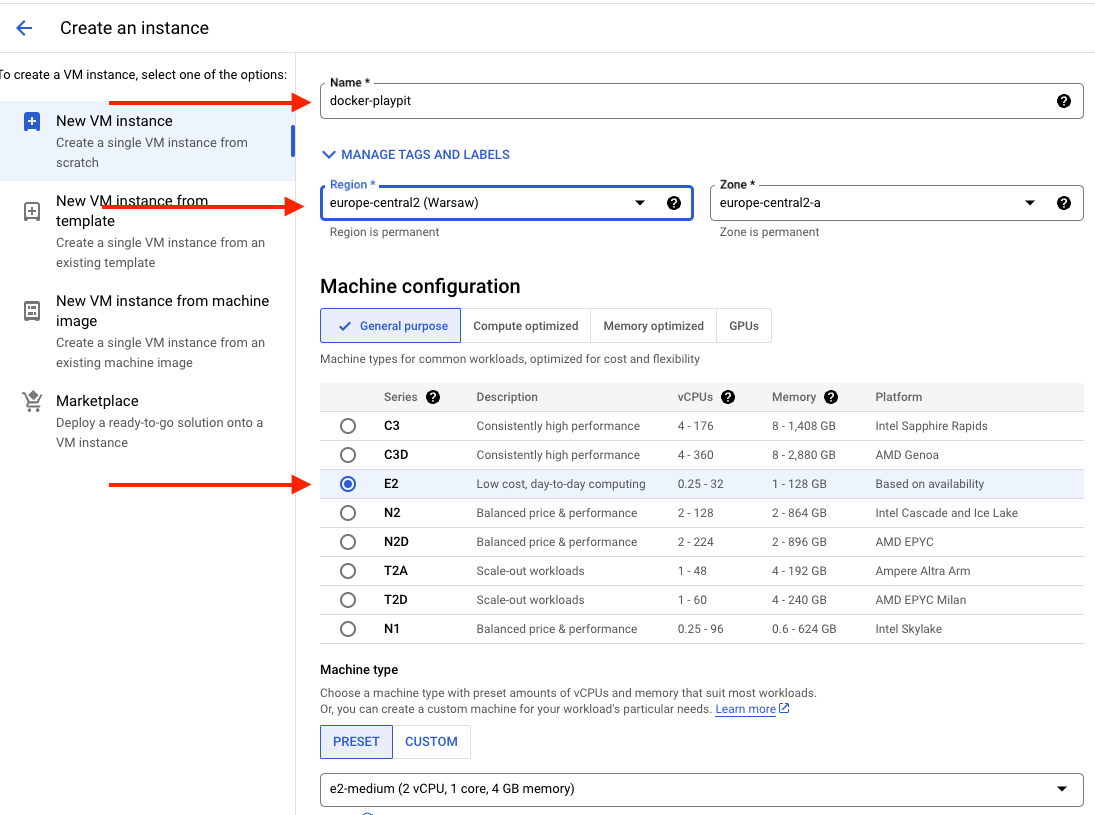 Create an instance
To create a VM instance, select one of the options:
New VM instance
Create a single VM instance from
scratch
New VM instance from
template
Create a single VM instance from an
existing template
New VM instance from machine
image
Create a single VM instance from an
existing machine image
Marketplace
Deploy a ready-to-go solution onto a
VM instance
Name *
docker-playpit
MANAGE TAGS AND LABELS
Region *
europe-central2 (Warsaw)
Region is permanent
Zone *
europe-central2-a
Zone is permanent
Machine configuration
General purpose Compute optimized Memory optimized GPUs
Machine types for common workloads, optimized for cost and flexibility
Series Description vCPUs Memory Platform
C3 Consistently high performance 4 - 176 8 - 1,408 GB Intel Sapphire Rapids
C3D Consistently high performance 4 - 360 8 - 2,880 GB AMD Genoa
E2 Low cost, day-to-day computing 0.25 - 32 1 - 128 GB Based on availability
N2 Balanced price & performance 2 - 128 2 - 864 GB Intel Cascade and Ice Lake
N2D Balanced price & performance 2 - 224 2 - 896 GB AMD EPYC
T2A Scale-out workloads 1 - 48 4 - 192 GB Ampere Altra Arm
T2D Scale-out workloads 1 - 60 4 - 240 GB AMD EPYC Milan
N1 Balanced price & performance 0.25 - 96 0.6 - 624 GB Intel Skylake
Machine type
Choose a machine type with preset amounts of vCPUs and memory that suit most workloads.
Or, you can create a custom machine for your workload's particular needs. Learn more
PRESET CUSTOM
e2-medium (2 vCPU, 1 core, 4 GB memory)